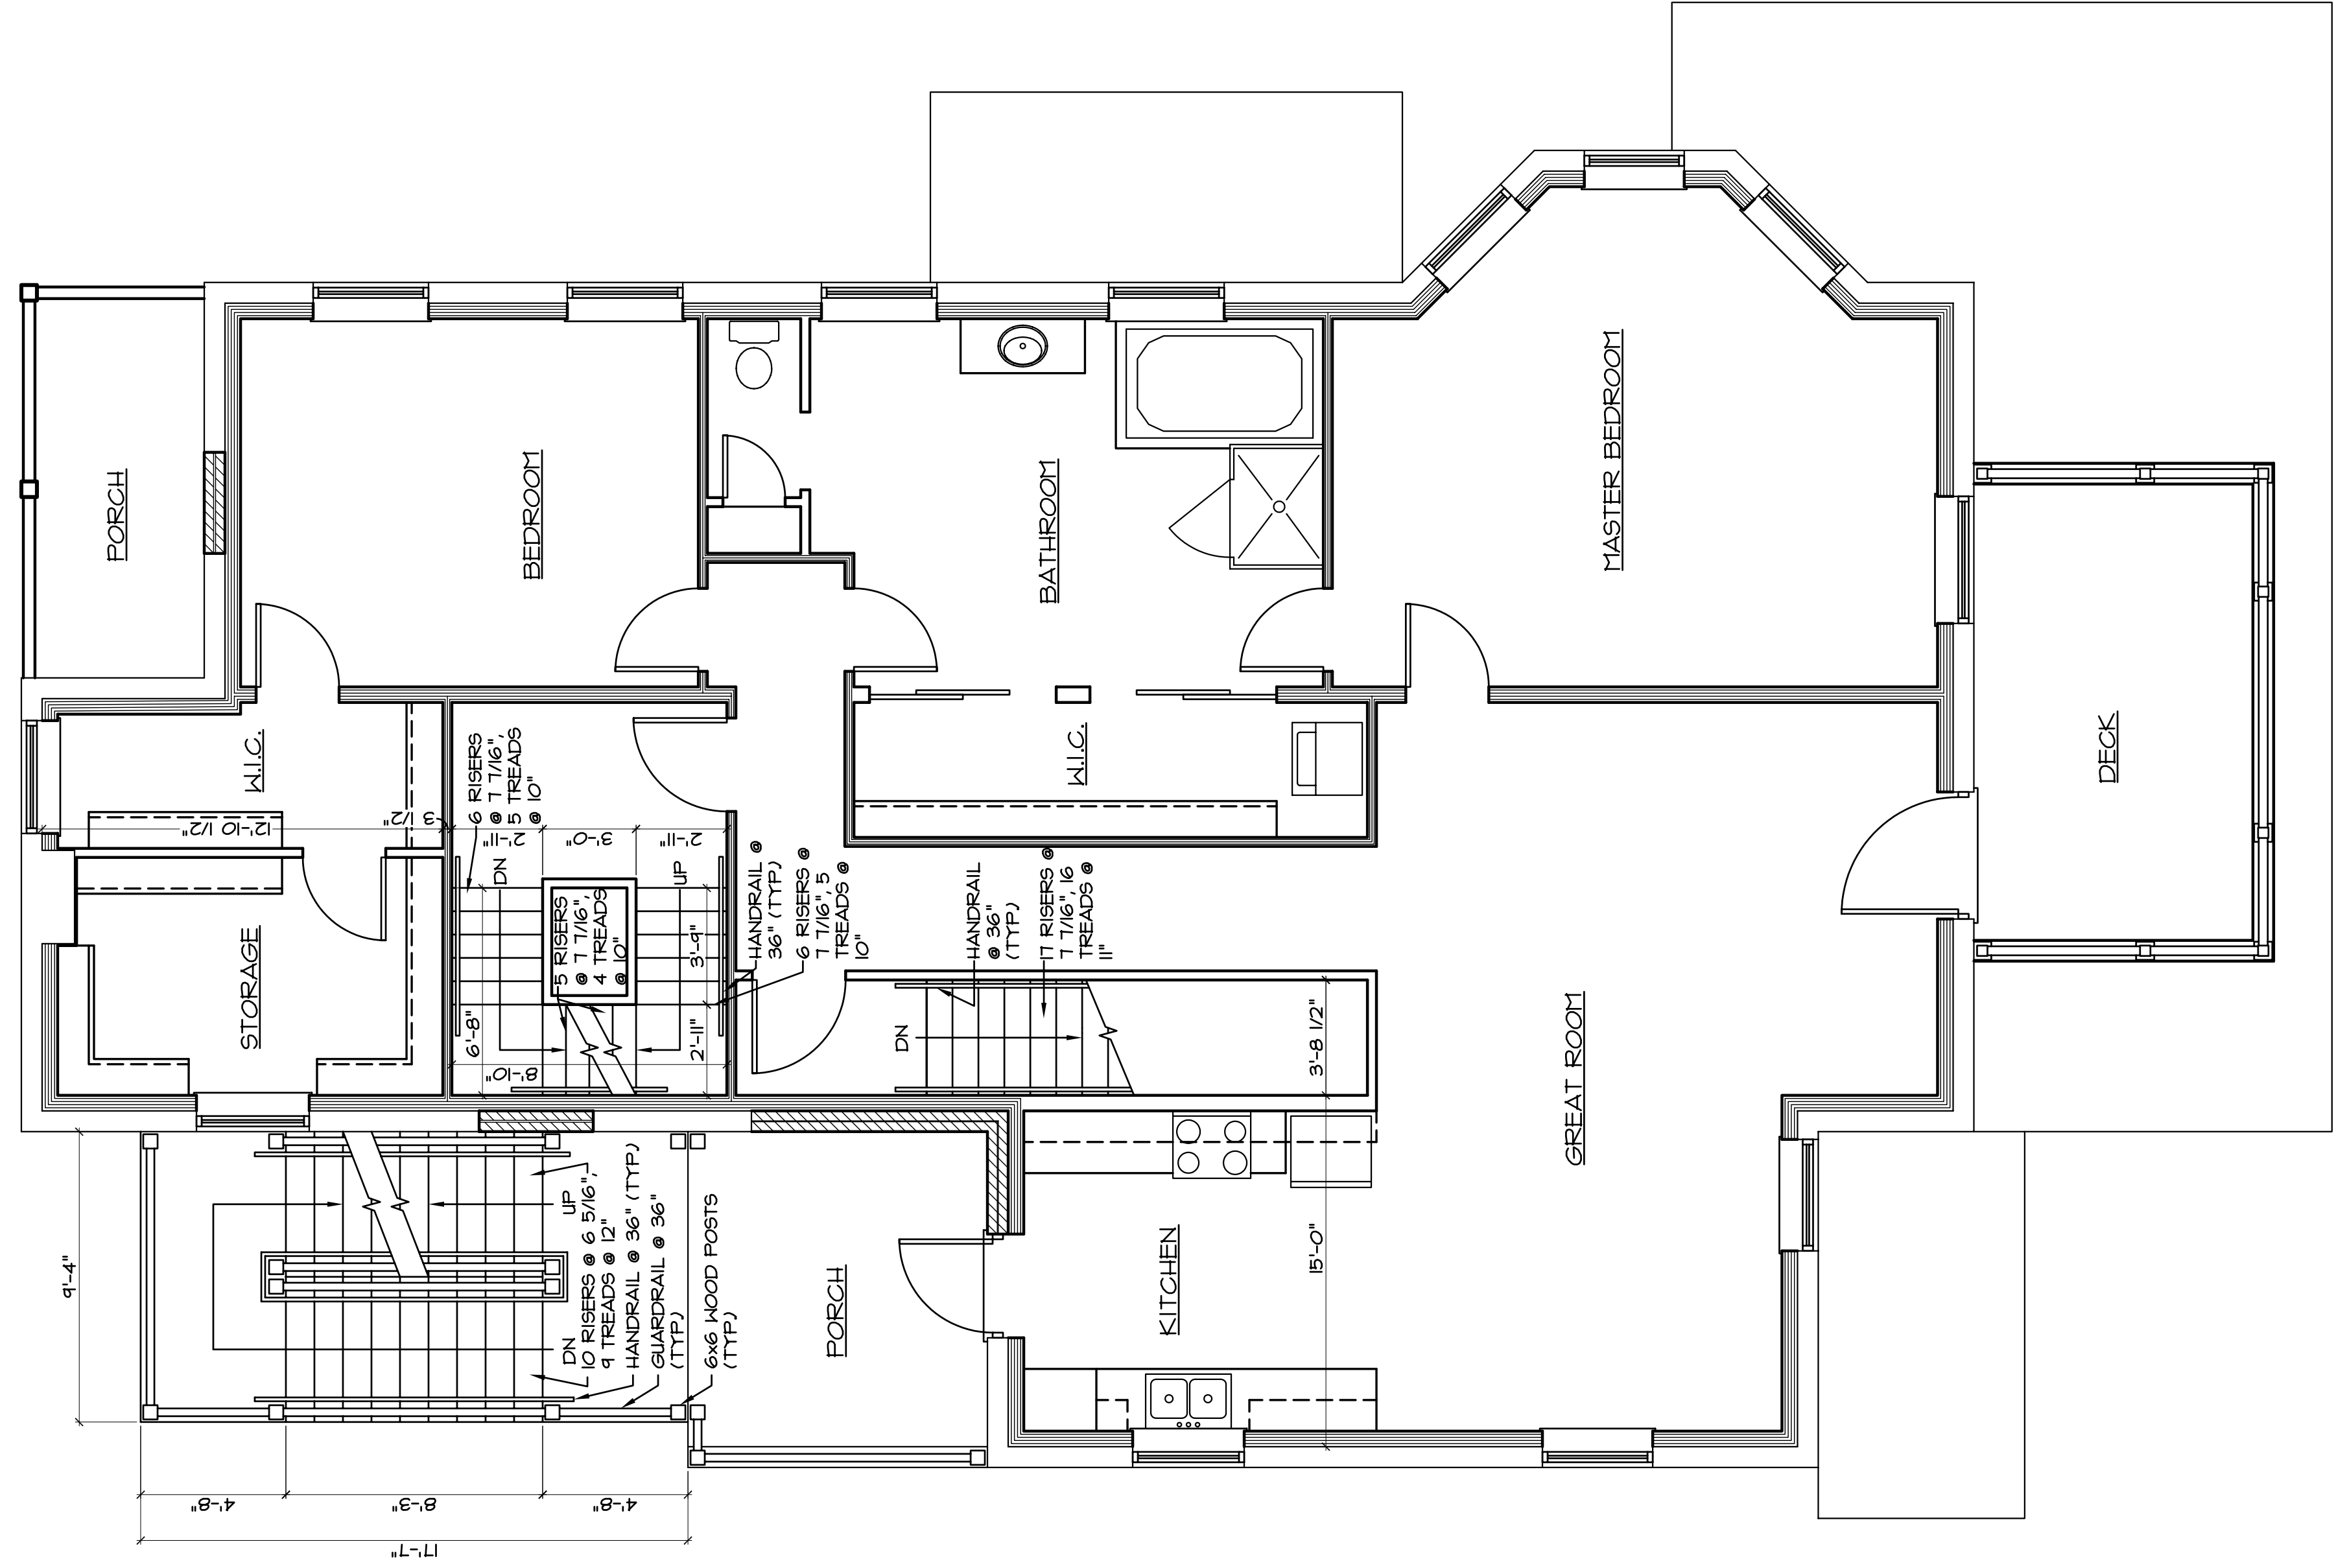 PORCH
BEDROOM
BATHROOM
MASTER BEDROOM
DECK
W.I.C.
W.I.C.
STORAGE
GREAT ROOM
KITCHEN
PORCH
12'-10 1/2"
3 1/2"
6 RISERS
@ 7 7/16",
5 TREADS
@ 10"
2'-11"
3'-0"
2'-11"
DN
UP
5 RISERS
@ 7 7/16",
4 TREADS
@ 10"
6'-8"
3'-9"
2'-11"
8'-10"
HANDRAIL @
36" (TYP.)
6 RISERS @
7 7/16", 5
TREADS @
10"
HANDRAIL
@ 36"
(TYP.)
17 RISERS @
7 7/16", 16
TREADS @
11"
DN
3'-8 1/2"
15'-0"
UP
DN
10 RISERS @ 6 5/16",
9 TREADS @ 12"
HANDRAIL @ 36" (TYP.)
GUARDRAIL @ 36"
(TYP.)
6x6 WOOD POSTS
(TYP.)
9'-4"
4'-8"
8'-3"
4'-8"
17'-7"